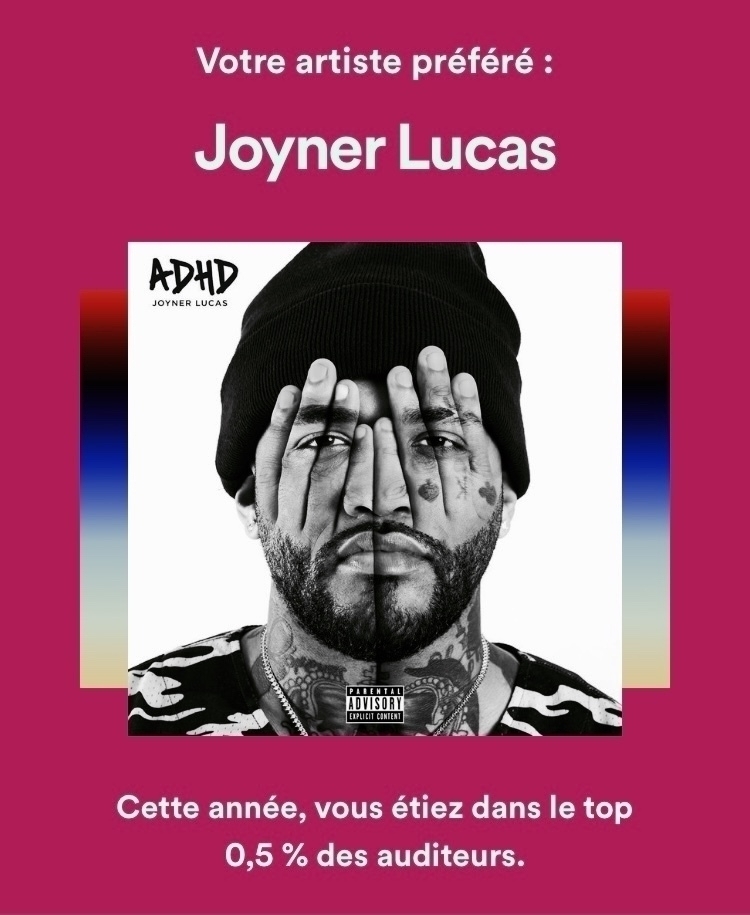 Votre artiste préféré :
Joyner Lucas
ADHD
JOYNER LUCAS
PARENTAL
ADVISORY
EXPLICIT CONTENT
Cette année, vous étiez dans le top
0,5 % des auditeurs.